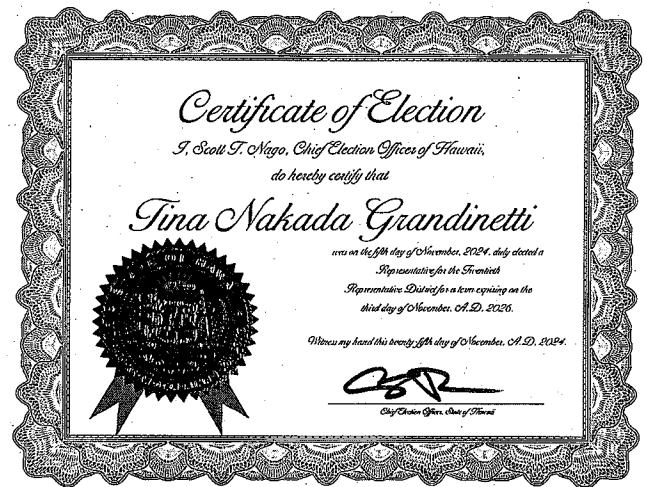 Certificate of Election
I, Scott T. Nago, Chief Election Officer of Hawaii,
do hereby certify that
Tina Nakada Grandinetti
was on the fifth day of November, 2024, duly elected a
Representative for the Twentieth
Representative District for a term expiring on the
third day of November, A.D. 2026.
Witness my hand this twenty-fifth day of November, A.D. 2024.
Chief Election Officer, State of Hawaii